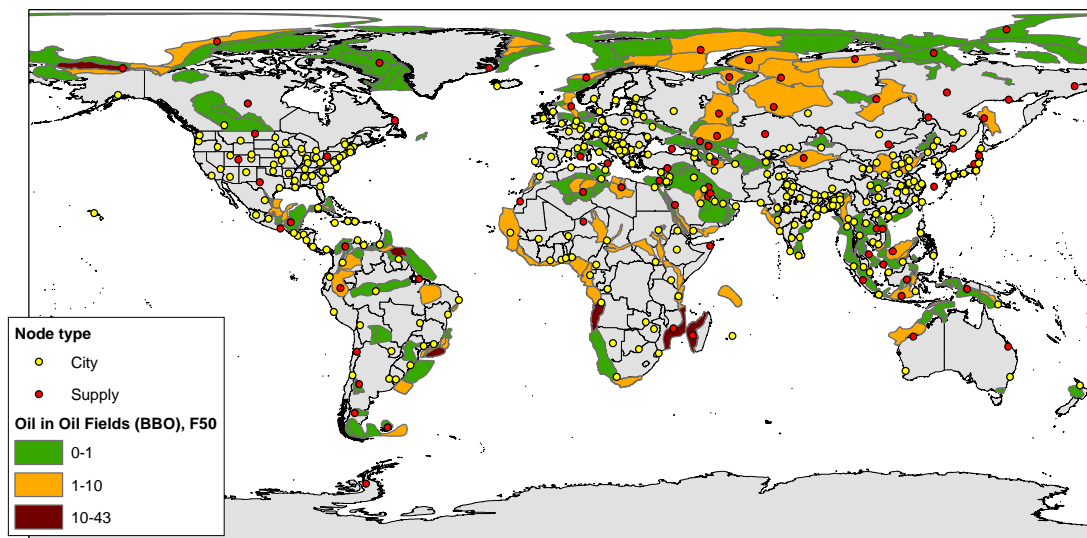 Node type
City
Supply
Oil in Oil Fields (BBO), F50
0-1
1-10
10-43